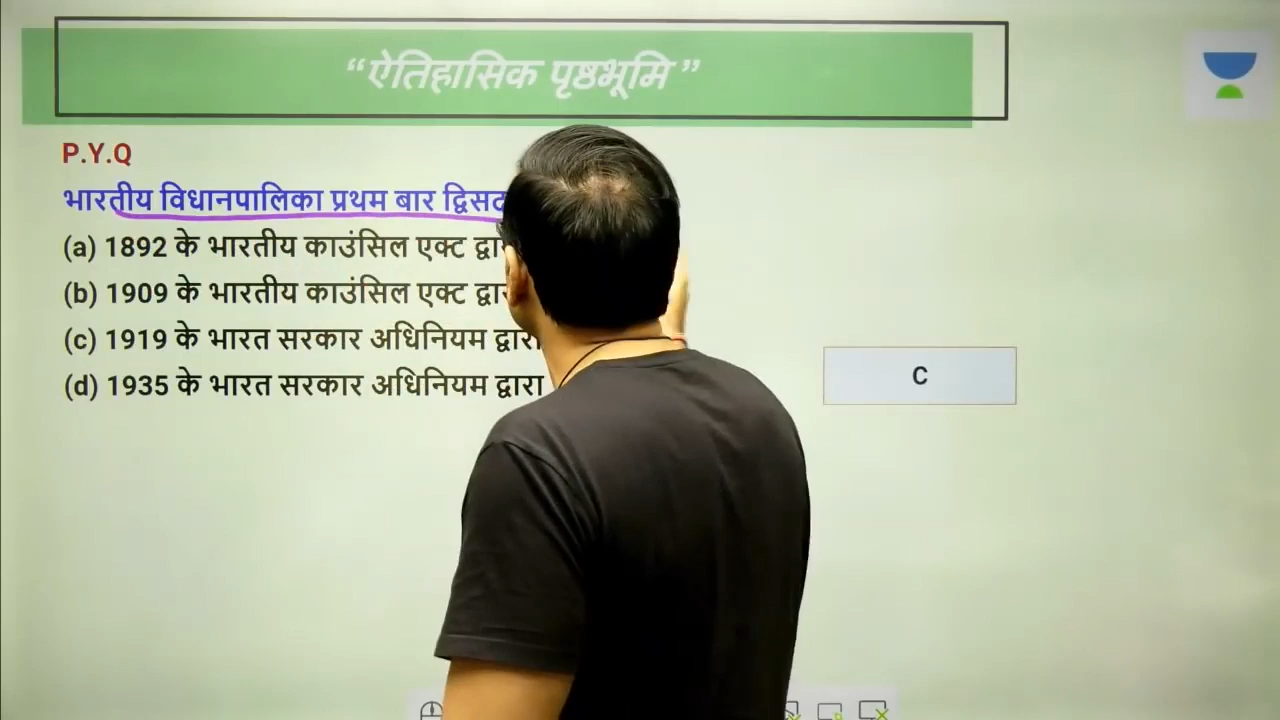 “ऐतिहासिक पृष्ठभूमि ”
P.Y.Q
भारतीय विधानपालिका प्रथम बार
(a) 1892 के भारतीय काउंसिल एक्ट
(b) 1909 के भारतीय काउंसिल एक्ट
(c) 1919 के भारत सरकार अधिनियम द्वारा
(d) 1935 के भारत सरकार अधिनियम द्वारा
C